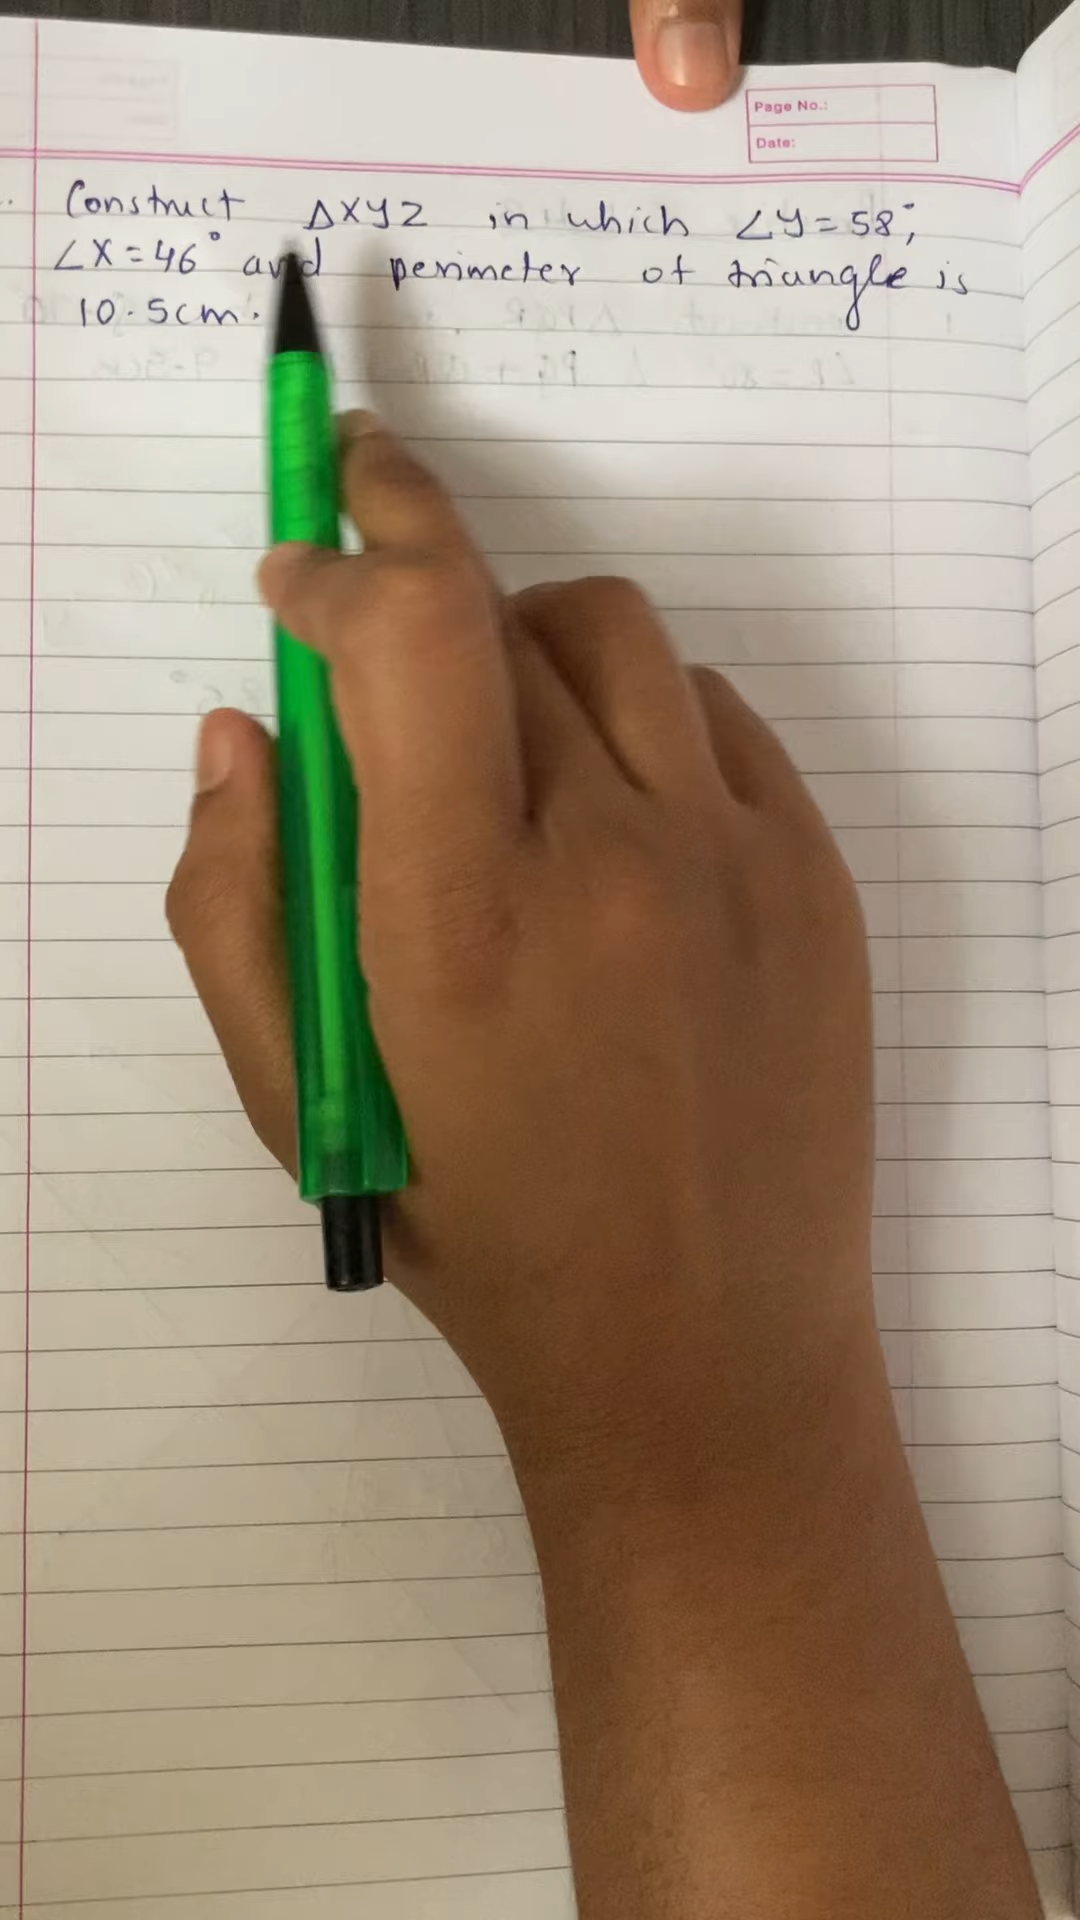 Page No.:
Date:
Construct ΔXYZ in which ∠Y=58°,
∠X=46° and perimeter of triangle is
10.5cm.